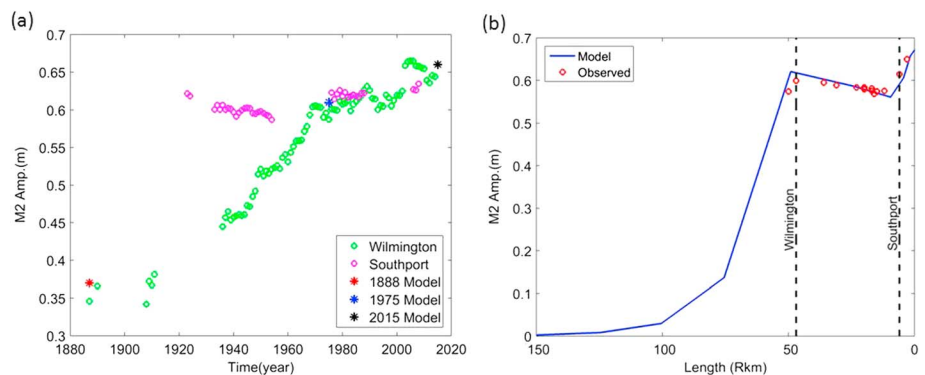 (a)
M2 Amp.(m)
0.7
0.65
0.6
0.55
0.5
0.45
0.4
0.35
0.3
1880 1900 1920 1940 1960 1980 2000 2020
Time(year)
Wilmington
Southport
1888 Model
1975 Model
2015 Model
(b)
M2 Amp.(m)
0.7
0.6
0.5
0.4
0.3
0.2
0.1
0
150 100 50 0
Length (Rkm)
Model
Observed
Wilmington
Southport